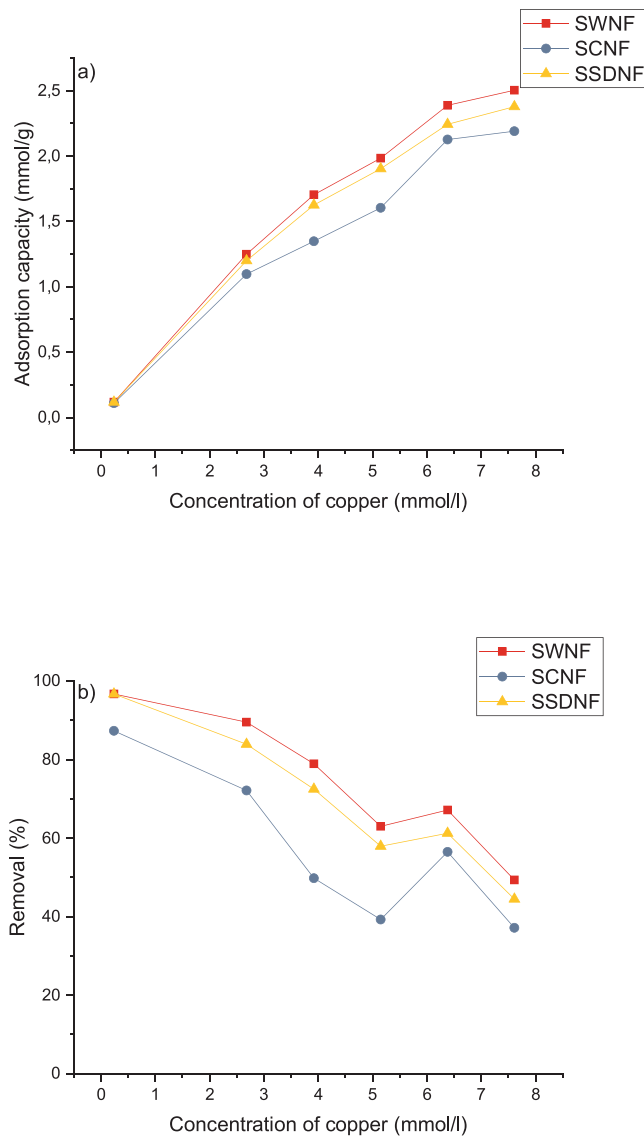 SWNF
SCNF
SSDNF
a)
2,5
2,0
1,5
1,0
0,5
0,0
Adsorption capacity (mmol/g)
0 1 2 3 4 5 6 7 8
Concentration of copper (mmol/l)
SWNF
SCNF
SSDNF
b)
100
80
60
40
20
0
Removal (%)
0 1 2 3 4 5 6 7 8
Concentration of copper (mmol/l)